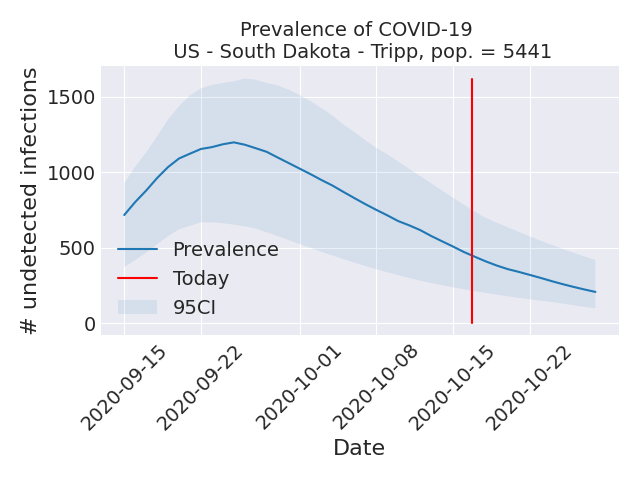 Prevalence of COVID-19
US - South Dakota - Tripp, pop. = 5441
# undetected infections
1500
1000
500
0
Prevalence
Today
95CI
2020-09-15
2020-09-22
2020-10-01
2020-10-08
2020-10-15
2020-10-22
Date